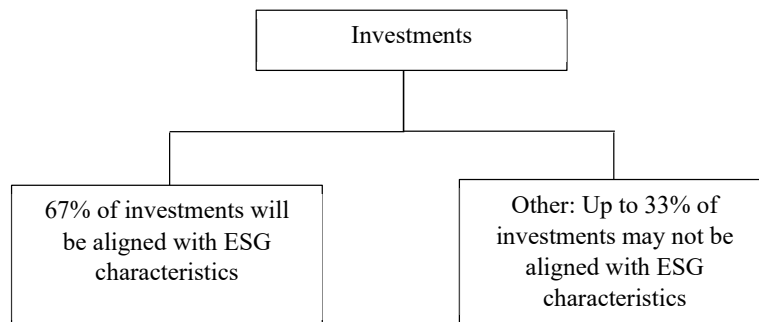 Investments
67% of investments will
be aligned with ESG
characteristics
Other: Up to 33% of
investments may not be
aligned with ESG
characteristics